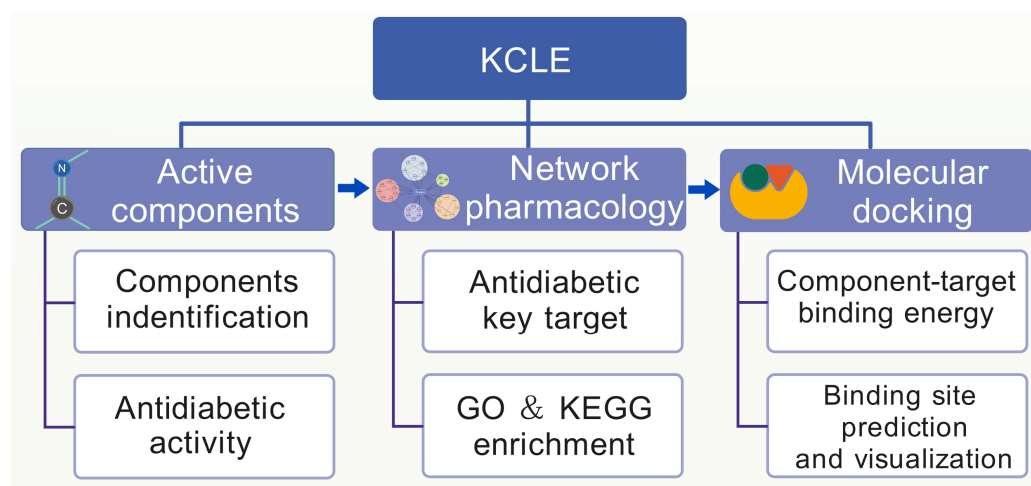 KCLE
N
C
Active
components
Network
pharmacology
Molecular
docking
Components
indentification
Antidiabetic
activity
Antidiabetic
key target
GO & KEGG
enrichment
Component-target
binding energy
Binding site
prediction
and visualization